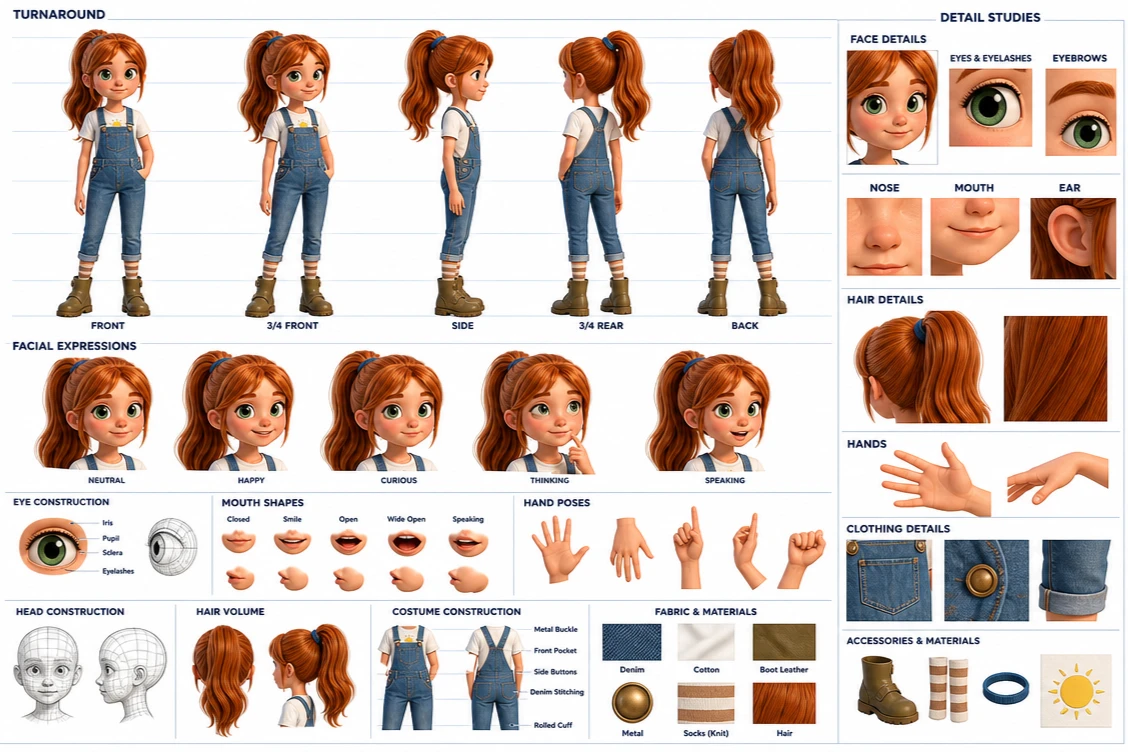 TURNAROUND
FRONT
3/4 FRONT
SIDE
3/4 REAR
BACK
FACIAL EXPRESSIONS
NEUTRAL
HAPPY
CURIOUS
THINKING
SPEAKING
EYE CONSTRUCTION
Iris
Pupil
Sclera
Eyelashes
MOUTH SHAPES
Closed
Smile
Open
Wide Open
Speaking
HAND POSES
HEAD CONSTRUCTION
HAIR VOLUME
COSTUME CONSTRUCTION
Metal Buckle
Front Pocket
Side Buttons
Denim Stitching
Rolled Cuff
FABRIC & MATERIALS
Denim
Cotton
Boot Leather
Metal
Socks (Knit)
Hair
DETAIL STUDIES
FACE DETAILS
EYES & EYELASHES
EYEBROWS
NOSE
MOUTH
EAR
HAIR DETAILS
HANDS
CLOTHING DETAILS
ACCESSORIES & MATERIALS